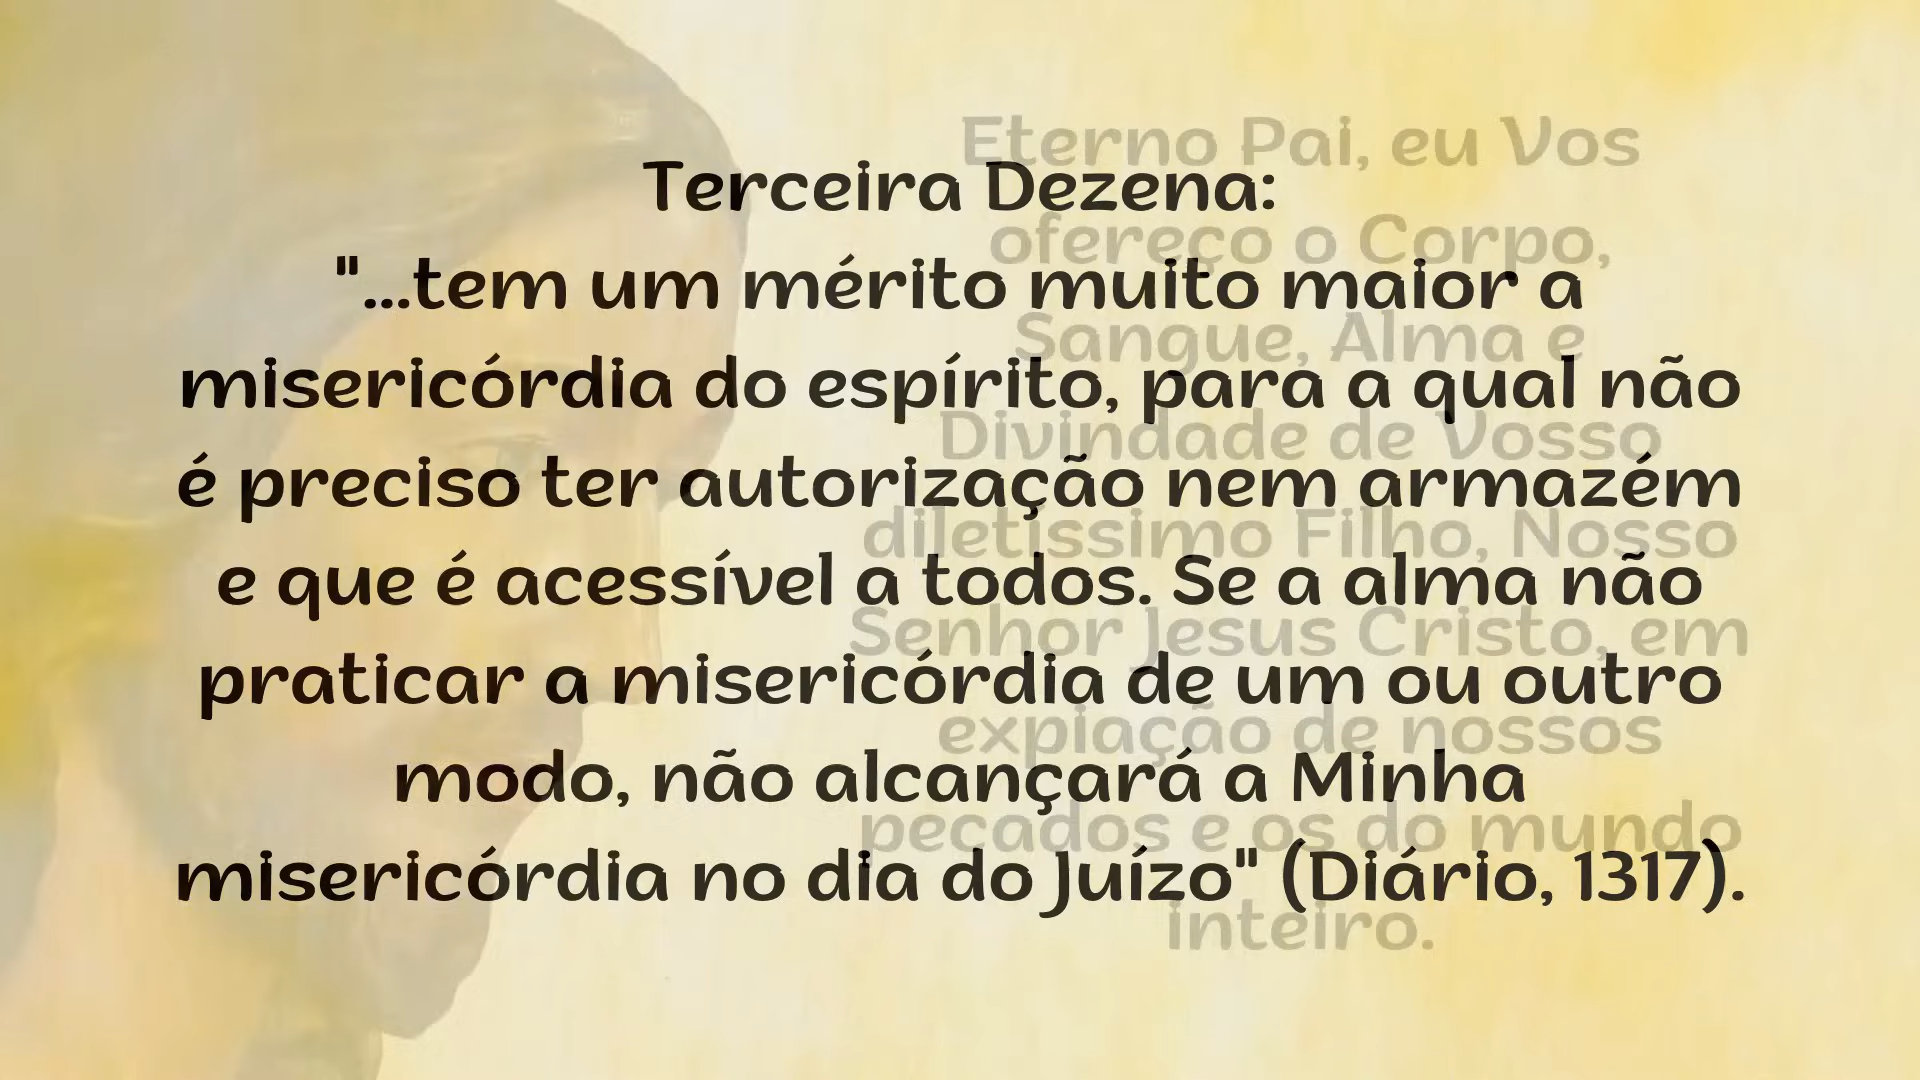 Terceira Dezena:
"...tem um mérito muito maior a
misericórdia do espírito, para a qual não
é preciso ter autorização nem armazém
e que é acessível a todos. Se a alma não
praticar a misericórdia de um ou outro
modo, não alcançará a Minha
misericórdia no dia do Juízo" (Diário, 1317).
Eterno Pai, eu Vos
ofereço o Corpo,
Sangue, Alma e
Divindade de Vosso
diletíssimo Filho, Nosso
Senhor Jesus Cristo, em
expiação de nossos
pecados e os do mundo
inteiro.